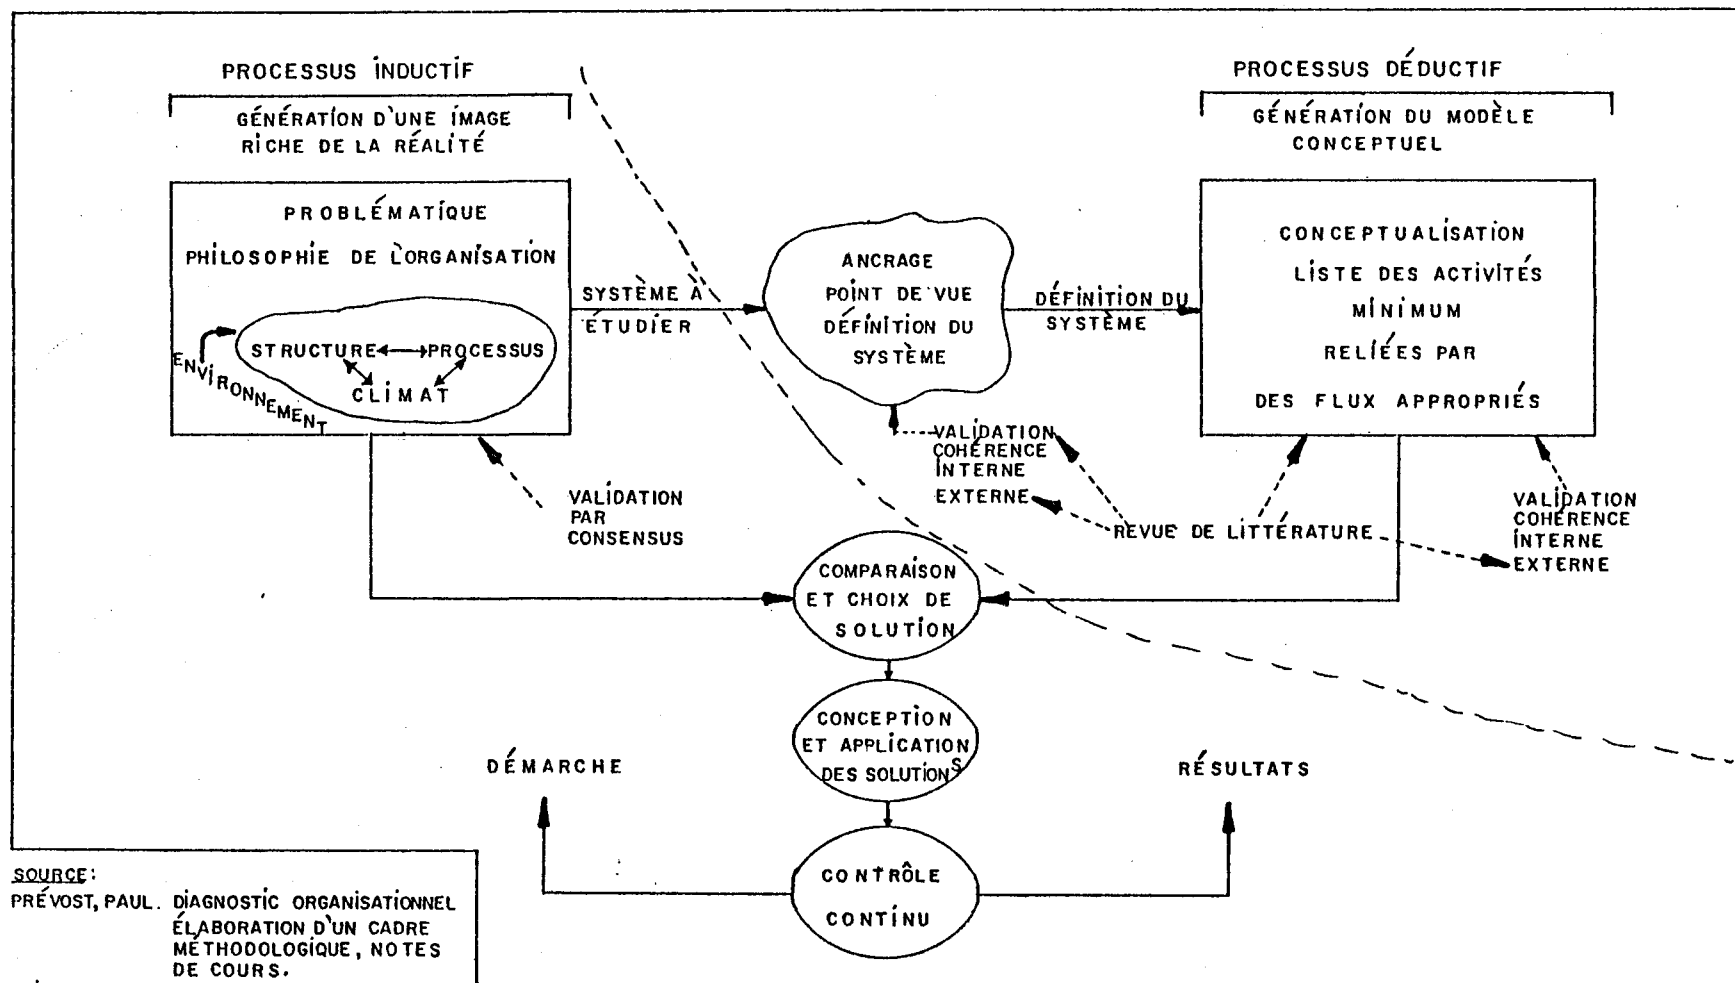 PROCESSUS INDUCTIF
GÉNÉRATION D'UNE IMAGE
RICHE DE LA RÉALITÉ
PROBLÉMATIQUE
PHILOSOPHIE DE L'ORGANISATION
STRUCTURE
PROCESSUS
CLIMAT
ENVIRONNEMENT
SYSTÈME À
ÉTUDIER
VALIDATION
PAR
CONSENSUS
ANCRAGE
POINT DE VUE
DÉFINITION DU
SYSTÈME
DÉFINITION DU
SYSTÈME
PROCESSUS DÉDUCTIF
GÉNÉRATION DU MODÈLE
CONCEPTUEL
CONCEPTUALISATION
LISTE DES ACTIVITÉS
MINIMUM
RELIÉES PAR
DES FLUX APPROPRIÉS
VALIDATION
COHÉRENCE
INTERNE
EXTERNE
REVUE DE LITTÉRATURE
VALIDATION
COHÉRENCE
INTERNE
EXTERNE
COMPARAISON
ET CHOIX DE
SOLUTION
CONCEPTION
ET APPLICATION
DES SOLUTIONS
DÉMARCHE
RÉSULTATS
CONTRÔLE
CONTINU
SOURCE:
PRÉVOST, PAUL. DIAGNOSTIC ORGANISATIONNEL
ÉLABORATION D'UN CADRE
MÉTHODOLOGIQUE, NOTES
DE COURS.